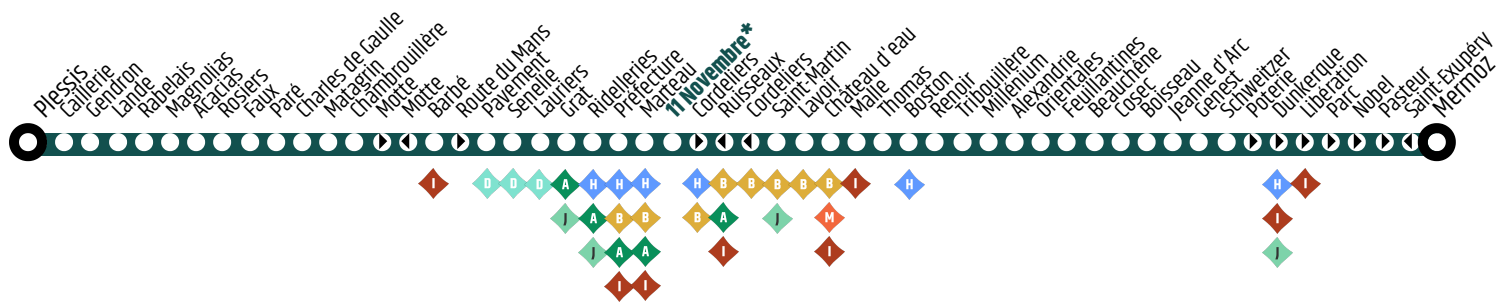 Plessis
Caillerie
Gendron
Lande
Rabelais
Magnolias
Acacias
Rosiers
Faux
Paré
Charles de Gaulle
Matagrin
Chambrouillère
Motte
Motte
Barbé
Route du Mans
Pavement
Senelle
Lauriers
Grat
Ridelleries
Préfecture
Marteau
11 Novembre*
Cordeliers
Ruisseaux
Cordeliers
Saint-Martin
Lavoir
Château d'eau
Malle
Thomas
Boston
Renoir
Tribouillère
Millénium
Alexandrie
Orientales
Feuillantines
Beauchêne
Cosec
Boisseau
Jeanne d'Arc
Genest
Schweitzer
Poterie
Dunkerque
Libération
Parc
Nobel
Pasteur
Saint-Exupéry
Mermoz
I D D D A H H H H B B B B B I H H I
J A B B B A J M I I
J A A I I J
I I